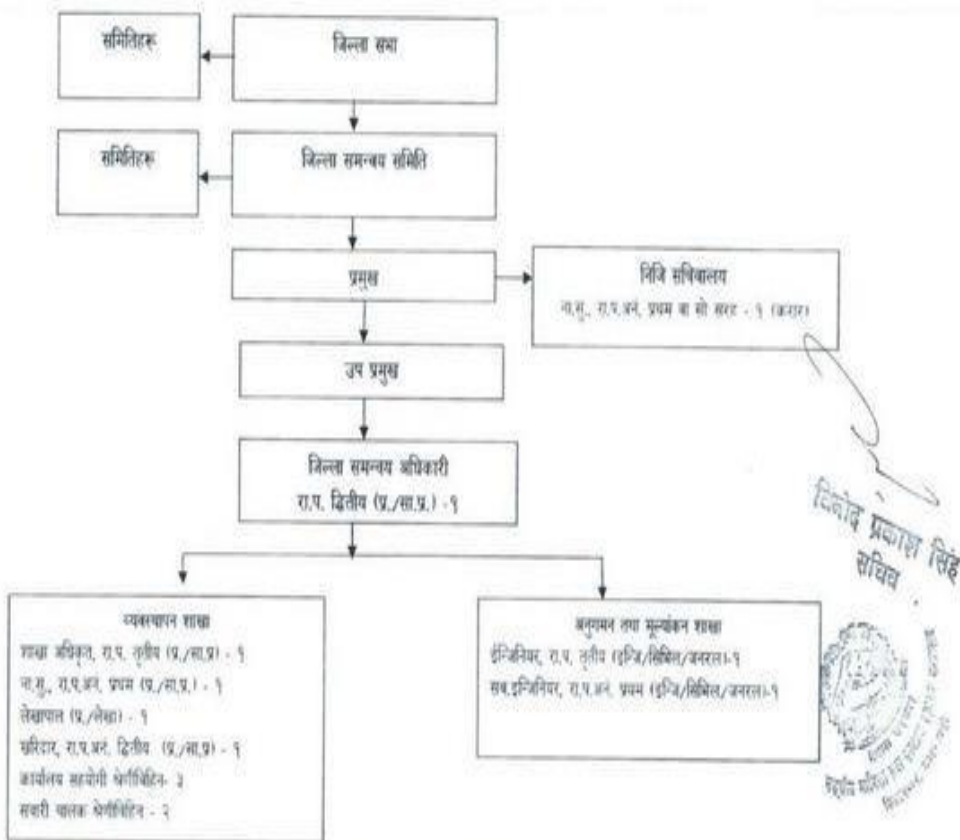 समितिहरू
जिल्ला सभा
समितिहरू
जिल्ला समन्वय समिति
प्रमुख
निजि सचिवालय
ना.सु., रा.प.अनं. प्रथम वा सो सरह - १ (करार)
उप प्रमुख
जिल्ला समन्वय अधिकारी
रा.प. द्वितीय (प्र./सा.प्र.) - १
व्यवस्थापन शाखा
शाखा अधिकृत, रा.प. तृतीय (प्र./सा.प्र) - १
ना.सु., रा.प.अनं. प्रथम (प्र./सा.प्र.) - १
लेखापाल (प्र./लेखा) - १
खरिदार, रा.प.अनं. द्वितीय (प्र./सा.प्र) - १
कार्यालय सहयोगी श्रेणीविहिन- ३
सवारी चालक श्रेणीविहिन - २
अनुगमन तथा मूल्यांकन शाखा
ईन्जिनियर, रा.प. तृतीय (इन्जि/सिभिल/जनरल)-१
सब.इन्जिनियर, रा.प.अनं. प्रथम (इन्जि/सिभिल/जनरल)-१
विनोद प्रकाश सिंह
सचिव